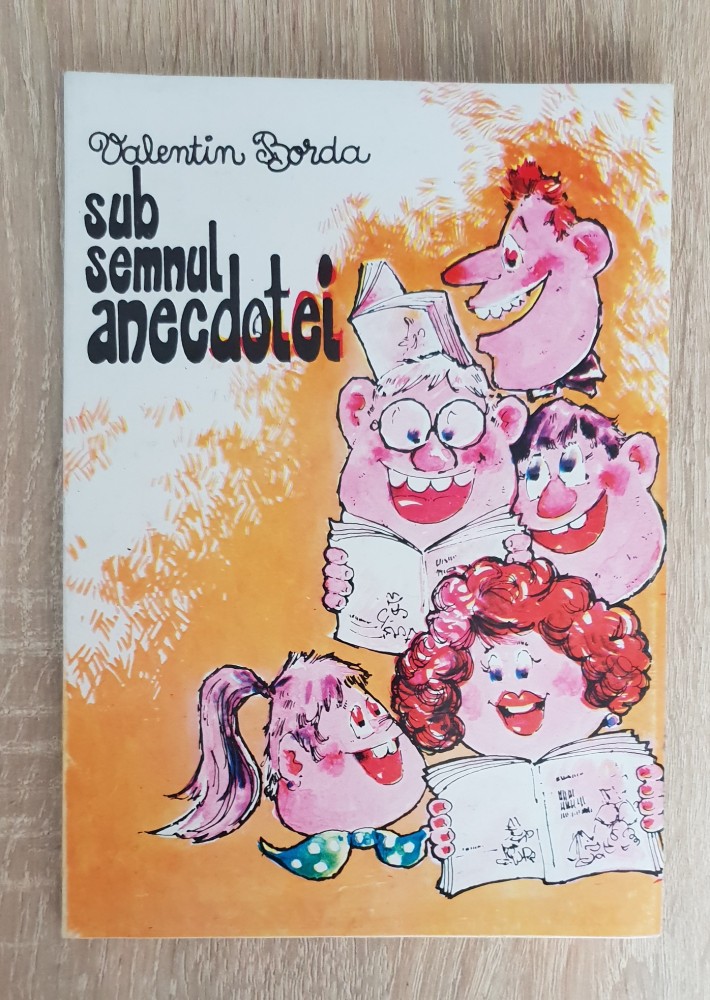 Valentin Borda
sub
semnul
anecdotei